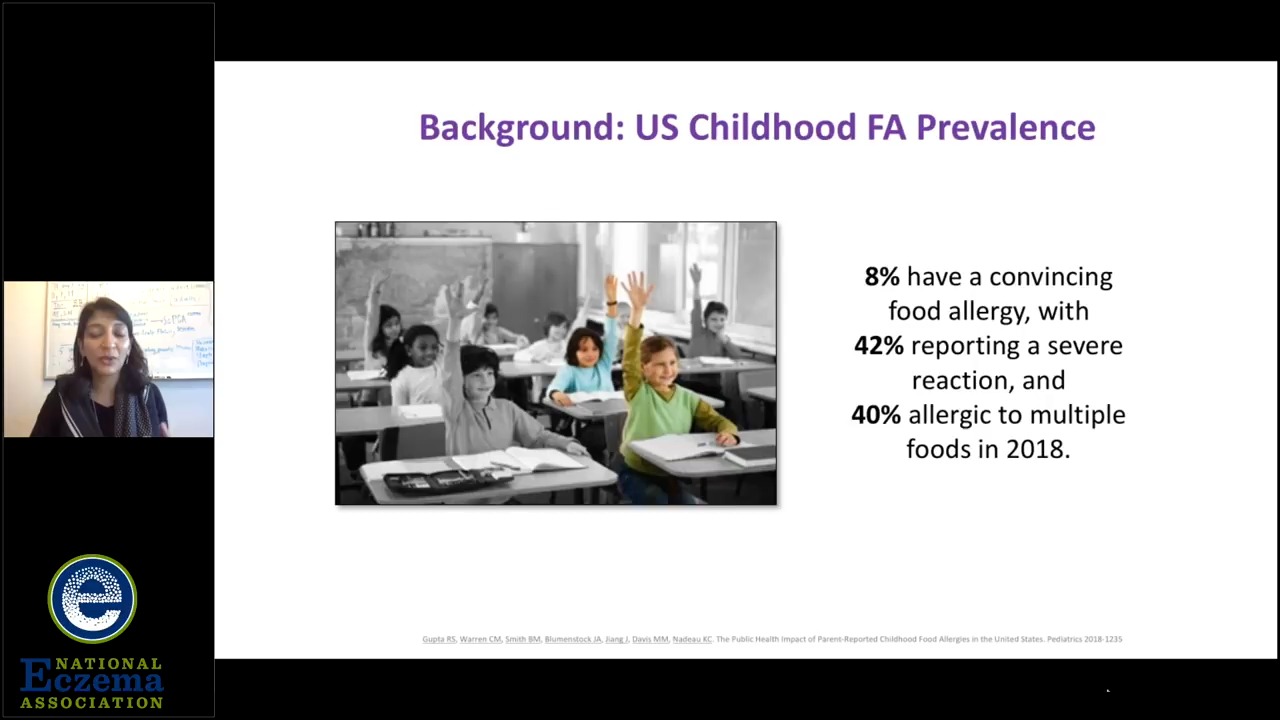 Background: US Childhood FA Prevalence
8% have a convincing
food allergy, with
42% reporting a severe
reaction, and
40% allergic to multiple
foods in 2018.
Gupta RS, Warren CM, Smith BM, Blumenstock JA, Jiang J, Davis MM, Nadeau KC. The Public Health Impact of Parent-Reported Childhood Food Allergies in the United States. Pediatrics 2018-1235
e
NATIONAL
Eczema
ASSOCIATION